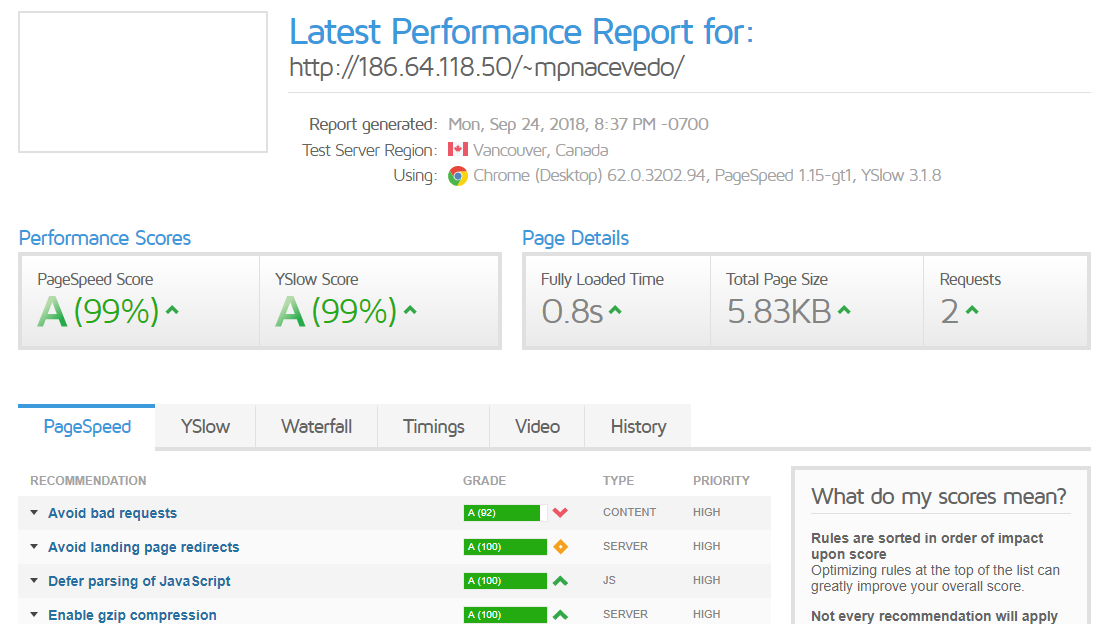 Latest Performance Report for:
http://186.64.118.50/~mpnacevedo/
Report generated: Mon, Sep 24, 2018, 8:37 PM -0700
Test Server Region: Vancouver, Canada
Using: Chrome (Desktop) 62.0.3202.94, PageSpeed 1.15-gt1, YSlow 3.1.8
Performance Scores
PageSpeed Score
A (99%)
YSlow Score
A (99%)
Page Details
Fully Loaded Time
0.8s
Total Page Size
5.83KB
Requests
2
PageSpeed YSlow Waterfall Timings Video History
RECOMMENDATION GRADE TYPE PRIORITY
Avoid bad requests A (92) CONTENT HIGH
Avoid landing page redirects A (100) SERVER HIGH
Defer parsing of JavaScript A (100) JS HIGH
Enable gzip compression A (100) SERVER HIGH
What do my scores mean?
Rules are sorted in order of impact
upon score
Optimizing rules at the top of the list can
greatly improve your overall score.
Not every recommendation will apply